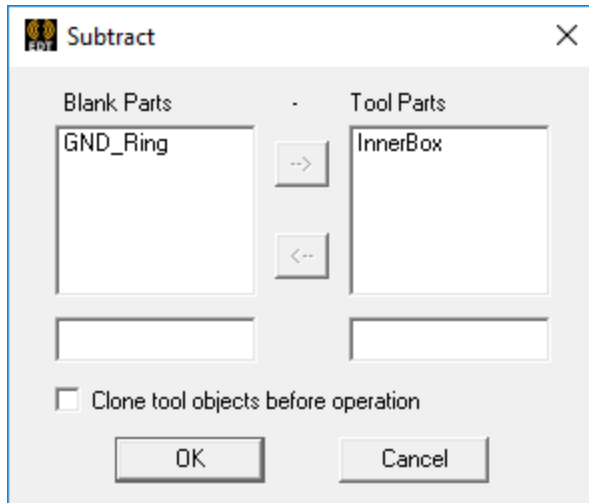 EDT
Subtract
Blank Parts - Tool Parts
GND_Ring
-->
InnerBox
<--
Clone tool objects before operation
OK
Cancel